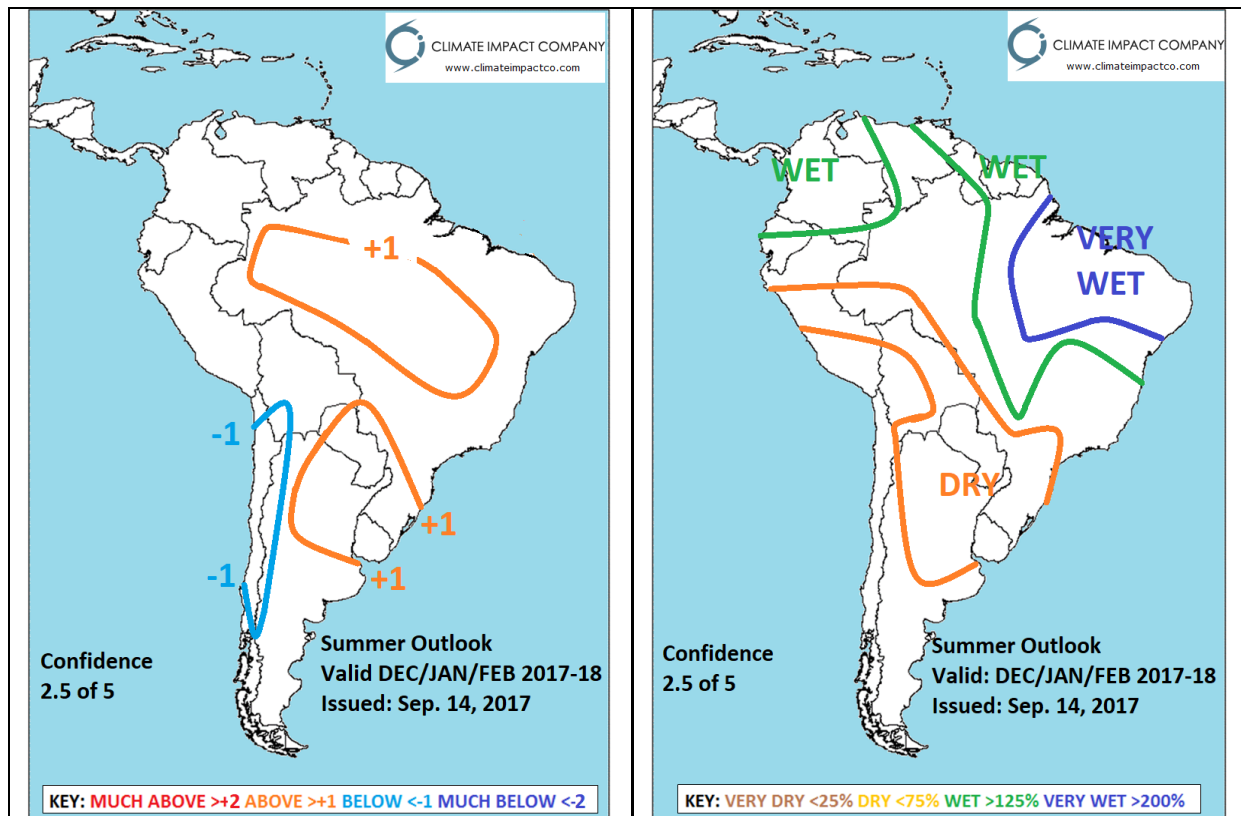 CLIMATE IMPACT COMPANY
www.climateimpactco.com
+1
-1
+1
-1
+1
Confidence
2.5 of 5
Summer Outlook
Valid DEC/JAN/FEB 2017-18
Issued: Sep. 14, 2017
KEY: MUCH ABOVE >+2 ABOVE >+1 BELOW <-1 MUCH BELOW <-2
CLIMATE IMPACT COMPANY
www.climateimpactco.com
WET
WET
VERY
WET
DRY
Confidence
2.5 of 5
Summer Outlook
Valid: DEC/JAN/FEB 2017-18
Issued: Sep. 14, 2017
KEY: VERY DRY <25% DRY <75% WET >125% VERY WET >200%